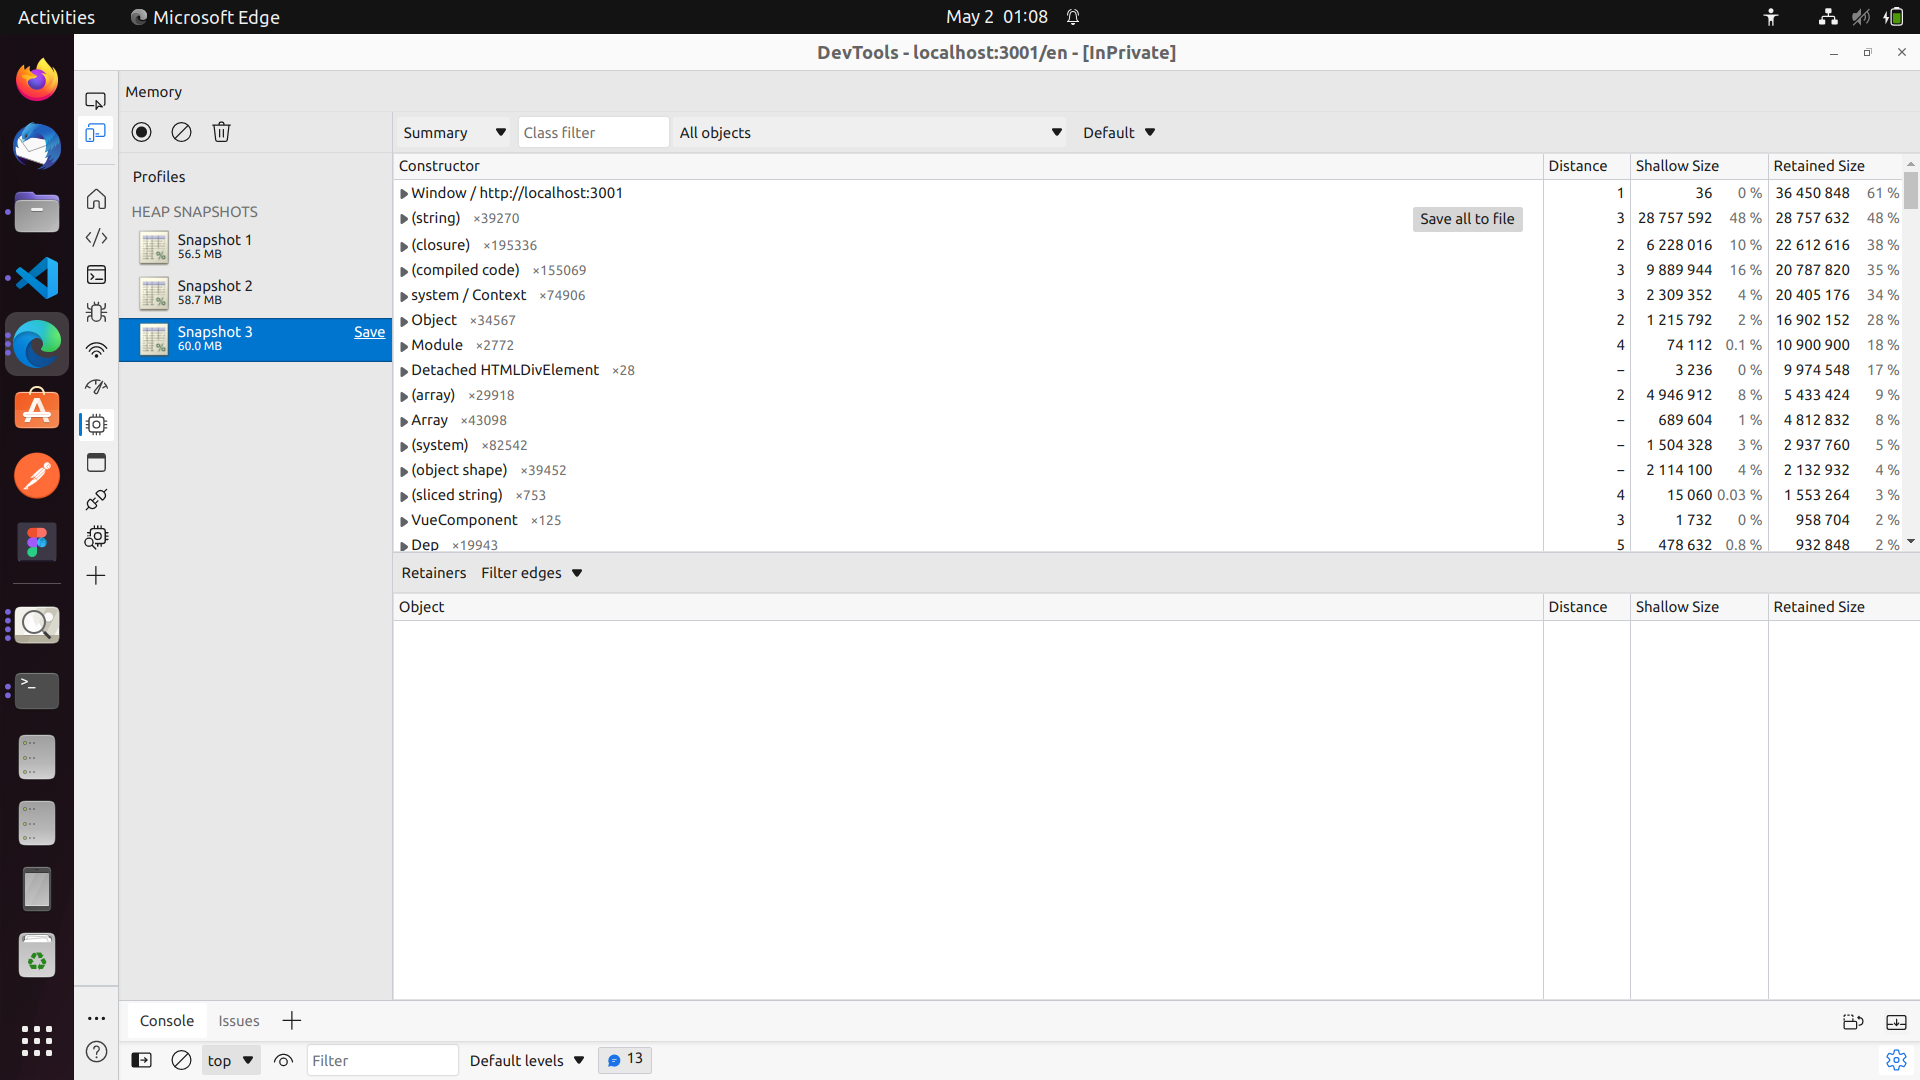 Activities
Microsoft Edge
May 2 01:08
DevTools - localhost:3001/en - [InPrivate]
Memory
Summary
Class filter
All objects
Default
Profiles
HEAP SNAPSHOTS
Snapshot 1
56.5 MB
Snapshot 2
58.7 MB
Snapshot 3
60.0 MB
Save
Constructor Distance Shallow Size Retained Size
Window / http://localhost:3001 1 36 0 % 36 450 848 61 %
(string) ×39270 Save all to file 3 28 757 592 48 % 28 757 632 48 %
(closure) ×195336 2 6 228 016 10 % 22 612 616 38 %
(compiled code) ×155069 3 9 889 944 16 % 20 787 820 35 %
system / Context ×74906 3 2 309 352 4 % 20 405 176 34 %
Object ×34567 2 1 215 792 2 % 16 902 152 28 %
Module ×2772 4 74 112 0.1 % 10 900 900 18 %
Detached HTMLDivElement ×28 – 3 236 0 % 9 974 548 17 %
(array) ×29918 2 4 946 912 8 % 5 433 424 9 %
Array ×43098 – 689 604 1 % 4 812 832 8 %
(system) ×82542 – 1 504 328 3 % 2 937 760 5 %
(object shape) ×39452 – 2 114 100 4 % 2 132 932 4 %
(sliced string) ×753 4 15 060 0.03 % 1 553 264 3 %
VueComponent ×125 3 1 732 0 % 958 704 2 %
Dep ×19943 5 478 632 0.8 % 932 848 2 %
Retainers Filter edges
Object Distance Shallow Size Retained Size
Console Issues
top Filter Default levels 13